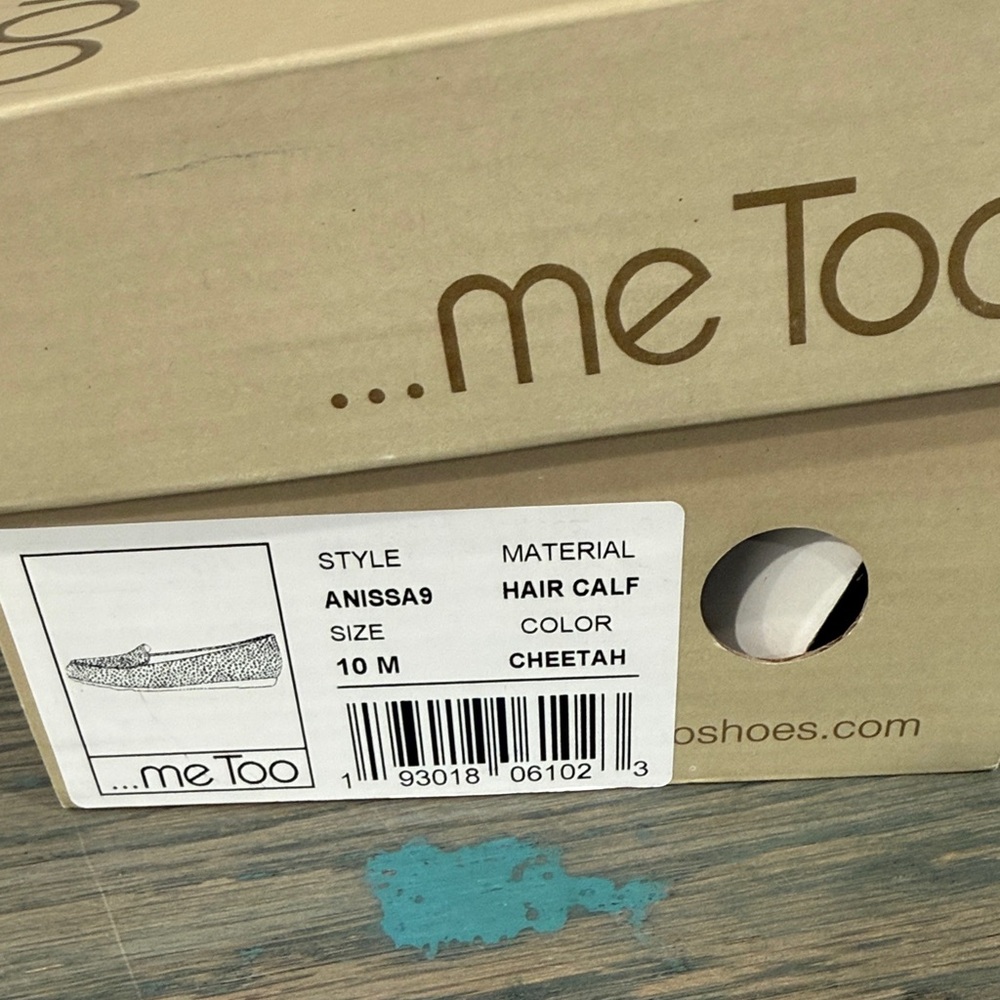 ...me Too
STYLE MATERIAL
ANISSA9 HAIR CALF
SIZE COLOR
10 M CHEETAH
...me Too
1 93018 06102 3
oshoes.com